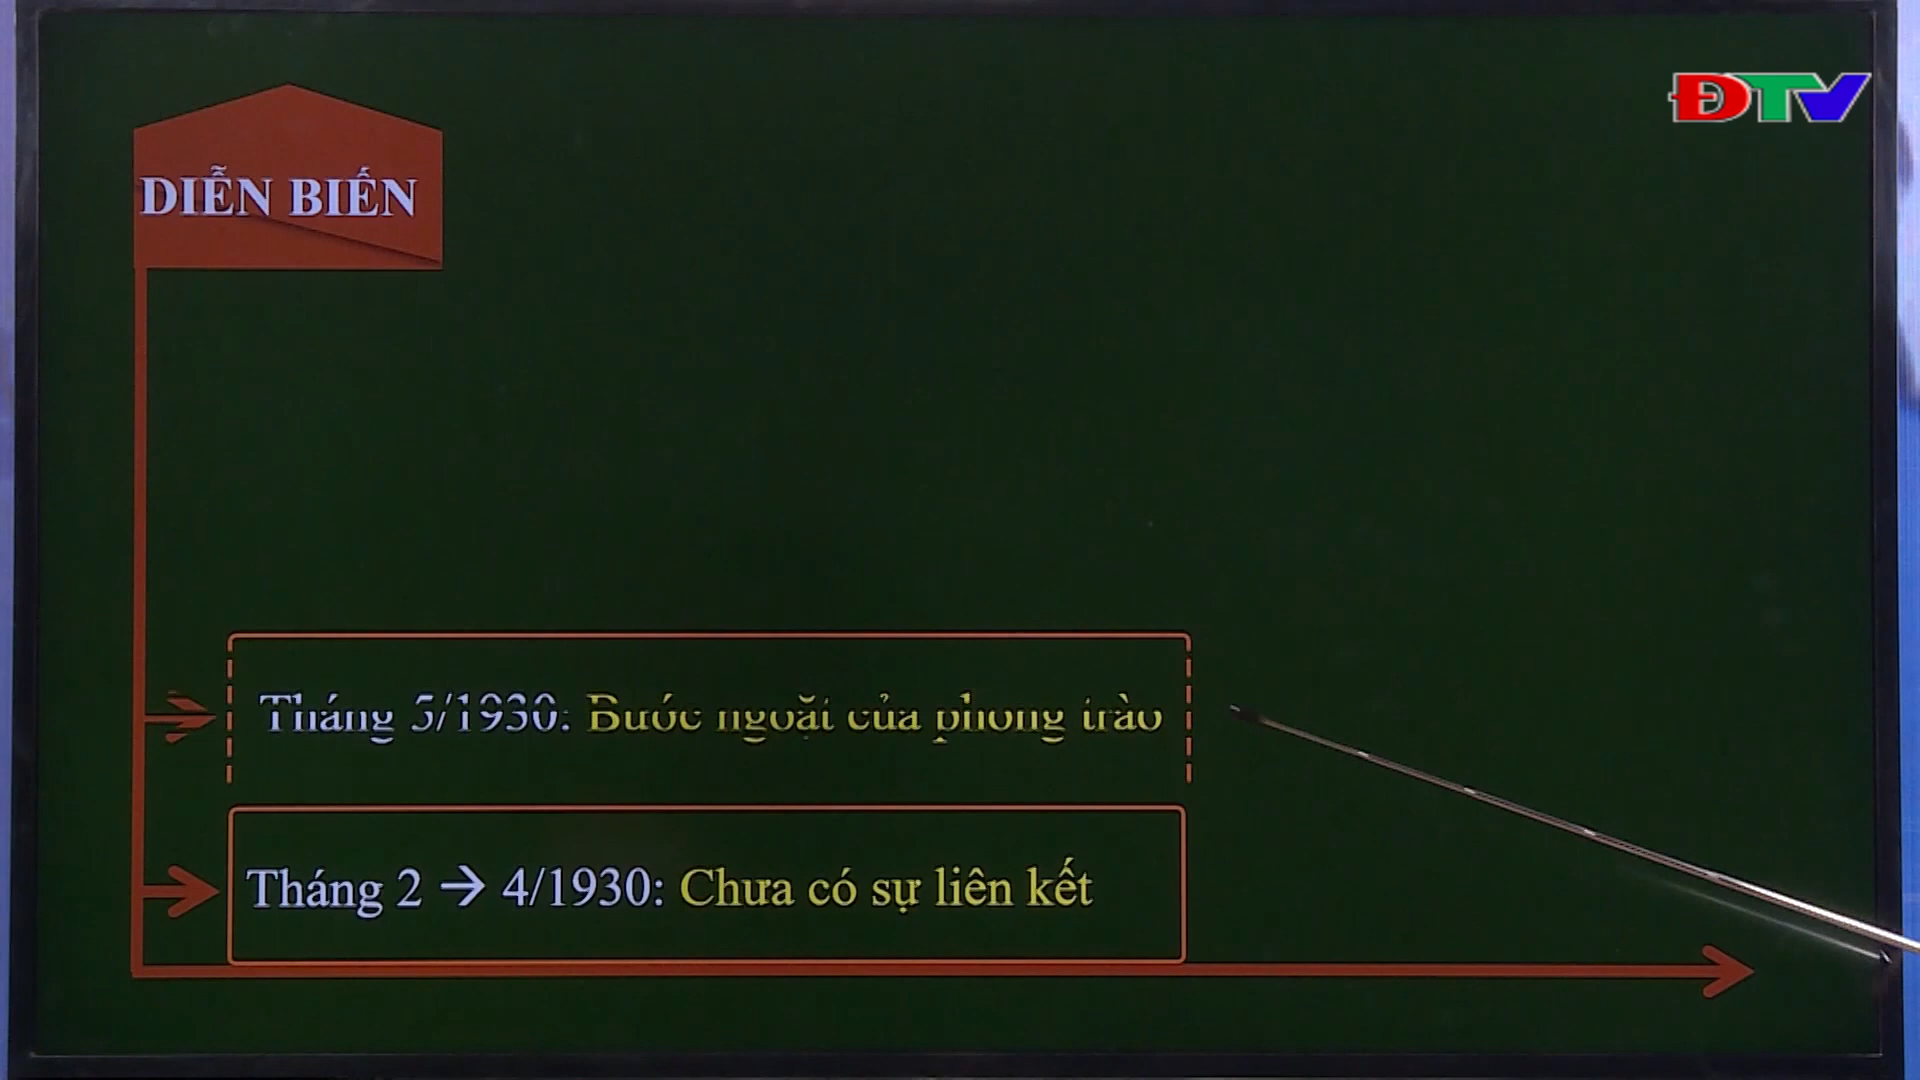 ĐTV
DIỄN BIẾN
Tháng 5/1930: Bước ngoặt của phong trào
Tháng 2 → 4/1930: Chưa có sự liên kết